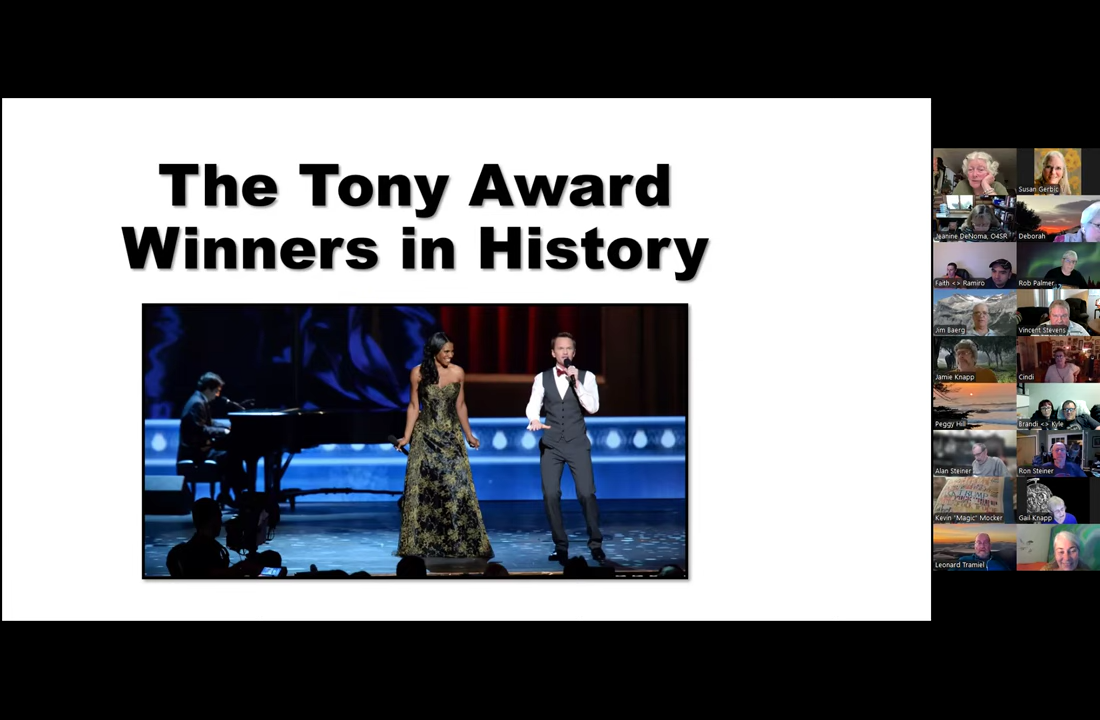 The Tony Award
Winners in History
Susan Gerbic
Jeanine DeNoma, O4SR
Deborah
Faith <> Ramiro
Rob Palmer
Jim Baerg
Vincent Stevens
Jamie Knapp
Cindi
Peggy Hill
Brandi <> Kyle
Alan Steiner
Ron Steiner
Kevin "Magic" Mocker
Gail Knapp
Leonard Tramiel